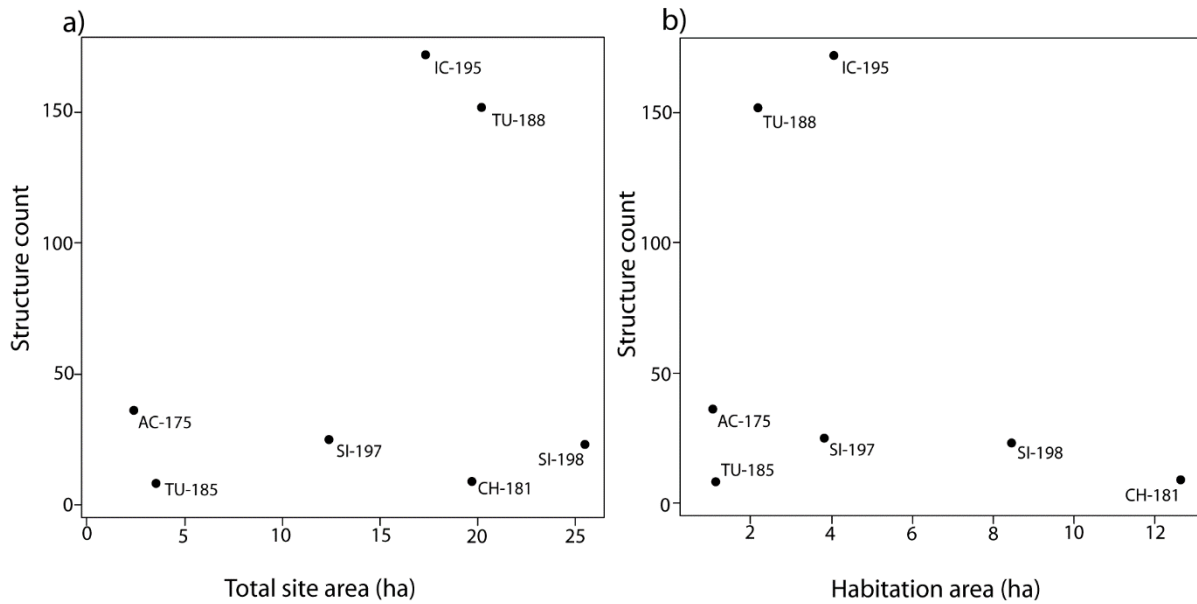 a)
Structure count
150
100
50
0
IC-195
TU-188
AC-175
SI-197
SI-198
TU-185
CH-181
0 5 10 15 20 25
Total site area (ha)
b)
Structure count
150
100
50
0
IC-195
TU-188
AC-175
SI-197
SI-198
TU-185
CH-181
2 4 6 8 10 12
Habitation area (ha)